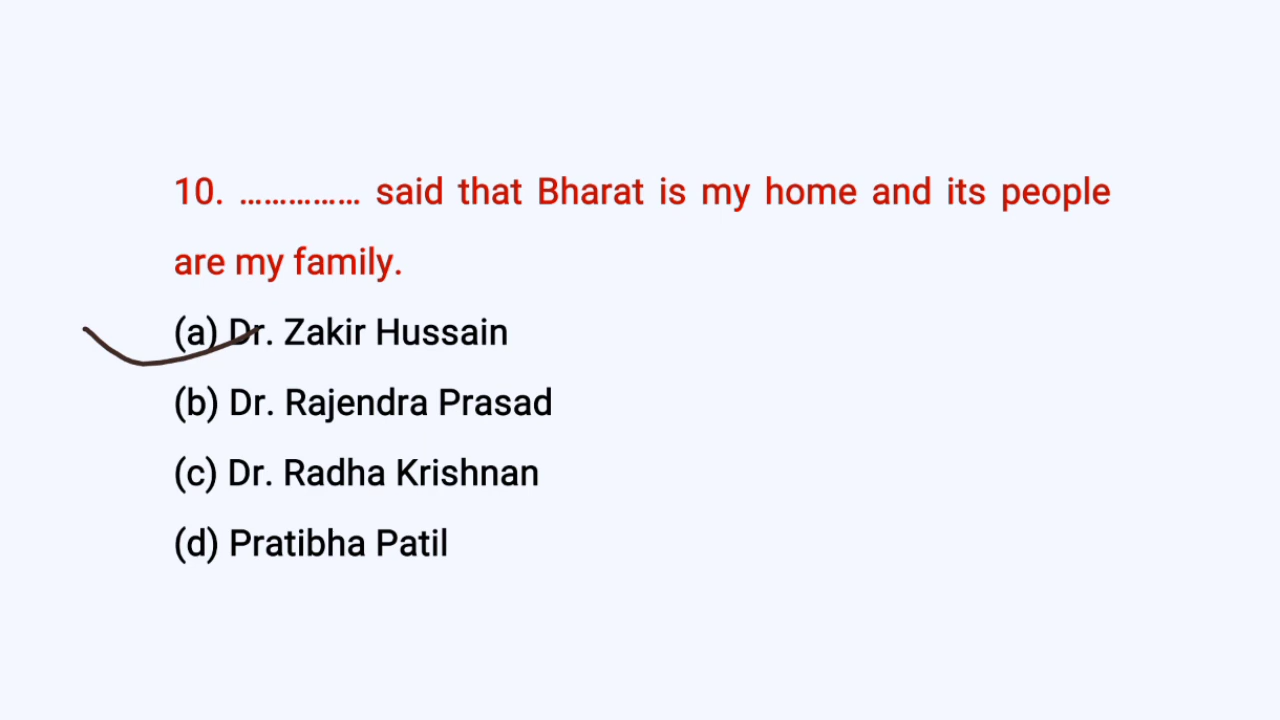 10. ............... said that Bharat is my home and its people
are my family.
(a) Dr. Zakir Hussain
(b) Dr. Rajendra Prasad
(c) Dr. Radha Krishnan
(d) Pratibha Patil